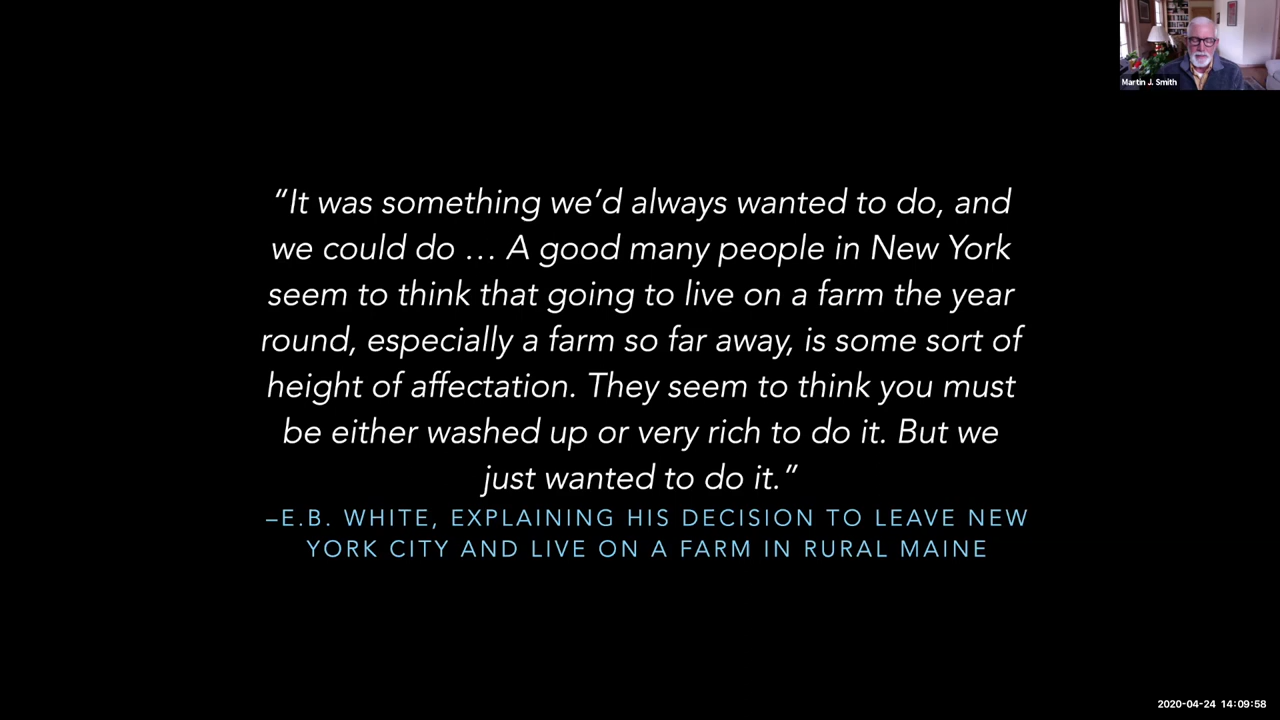 Martin J. Smith
“It was something we’d always wanted to do, and
we could do … A good many people in New York
seem to think that going to live on a farm the year
round, especially a farm so far away, is some sort of
height of affectation. They seem to think you must
be either washed up or very rich to do it. But we
just wanted to do it.”
–E.B. WHITE, EXPLAINING HIS DECISION TO LEAVE NEW
YORK CITY AND LIVE ON A FARM IN RURAL MAINE
2020-04-24 14:09:58